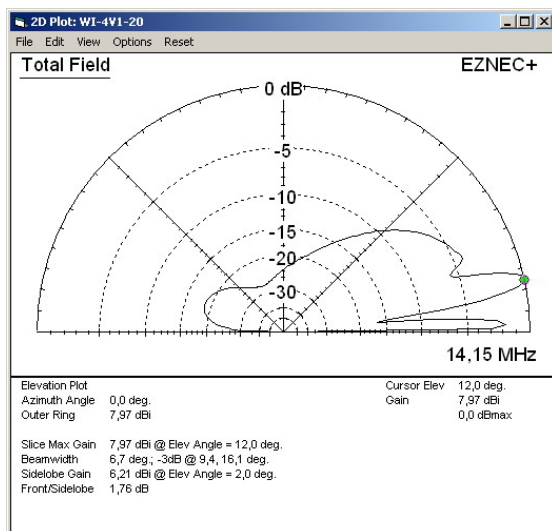 2D Plot: WI-4V1-20
File Edit View Options Reset
Total Field
EZNEC+
0 dB
-5
-10
-15
-20
-30
14,15 MHz
Elevation Plot
Azimuth Angle 0,0 deg.
Outer Ring 7,97 dBi
Cursor Elev 12,0 deg.
Gain 7,97 dBi
0,0 dBmax
Slice Max Gain 7,97 dBi @ Elev Angle = 12,0 deg.
Beamwidth 6,7 deg.; -3dB @ 9,4, 16,1 deg.
Sidelobe Gain 6,21 dBi @ Elev Angle = 2,0 deg.
Front/Sidelobe 1,76 dB